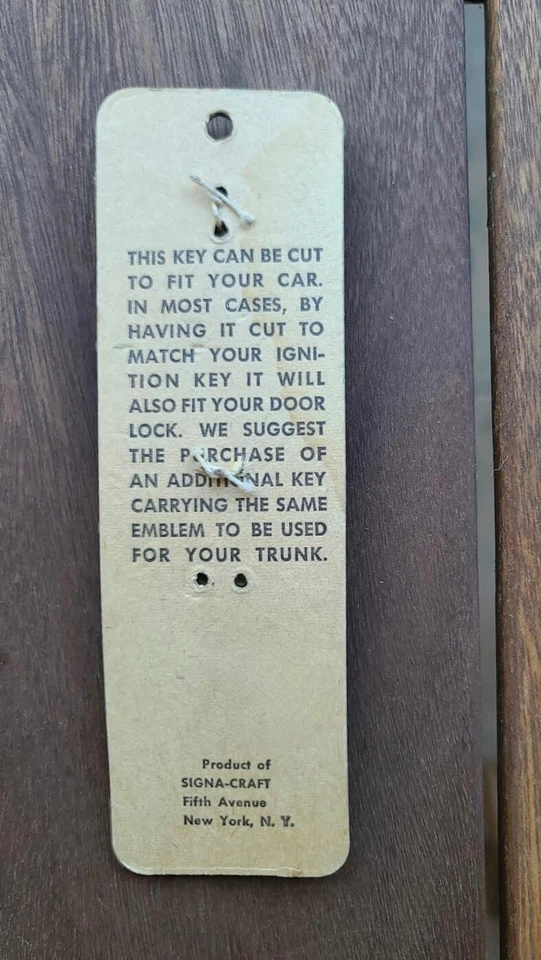 THIS KEY CAN BE CUT
TO FIT YOUR CAR.
IN MOST CASES, BY
HAVING IT CUT TO
MATCH YOUR IGNI-
TION KEY IT WILL
ALSO FIT YOUR DOOR
LOCK. WE SUGGEST
THE PURCHASE OF
AN ADDITIONAL KEY
CARRYING THE SAME
EMBLEM TO BE USED
FOR YOUR TRUNK.
Product of
SIGNA-CRAFT
Fifth Avenue
New York, N. Y.